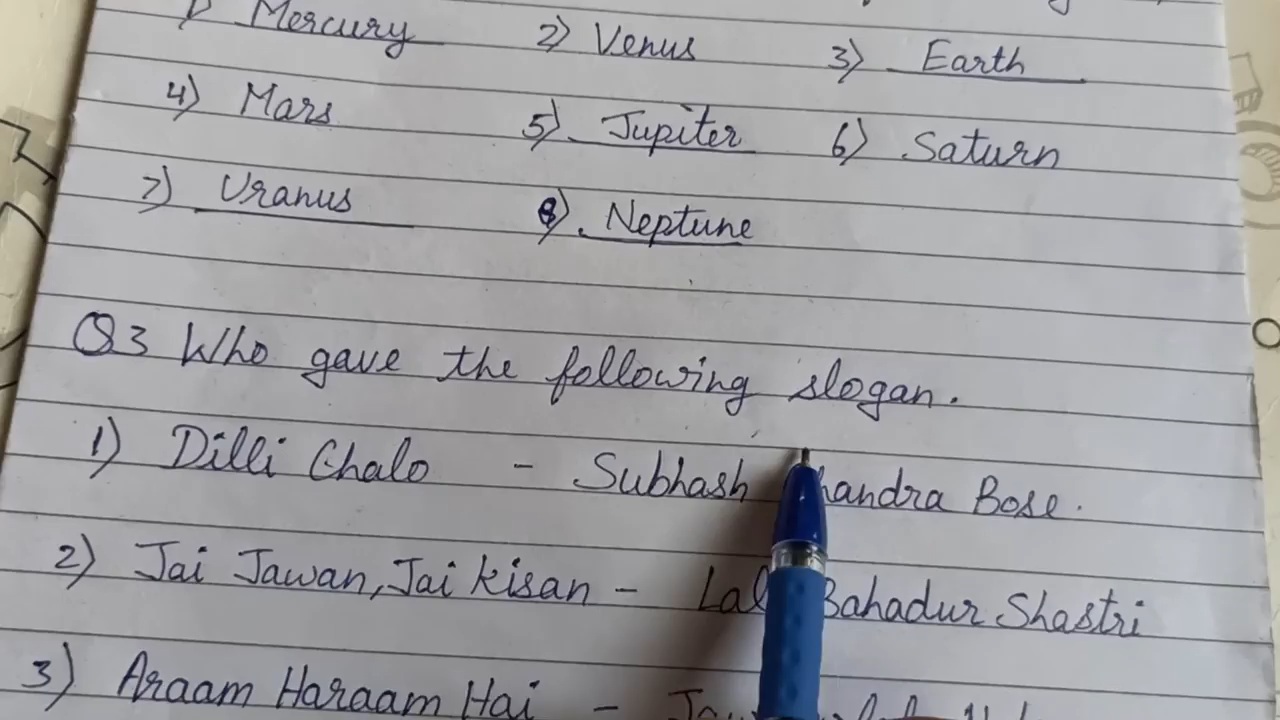 1) Mercury 2) Venus 3) Earth
4) Mars 5) Jupiter 6) Saturn
7) Uranus 8) Neptune
Q3 Who gave the following slogan.
1) Dilli Chalo - Subhash Chandra Bose.
2) Jai Jawan, Jai Kisan - Lal Bahadur Shastri
3) Araam Haraam Hai -